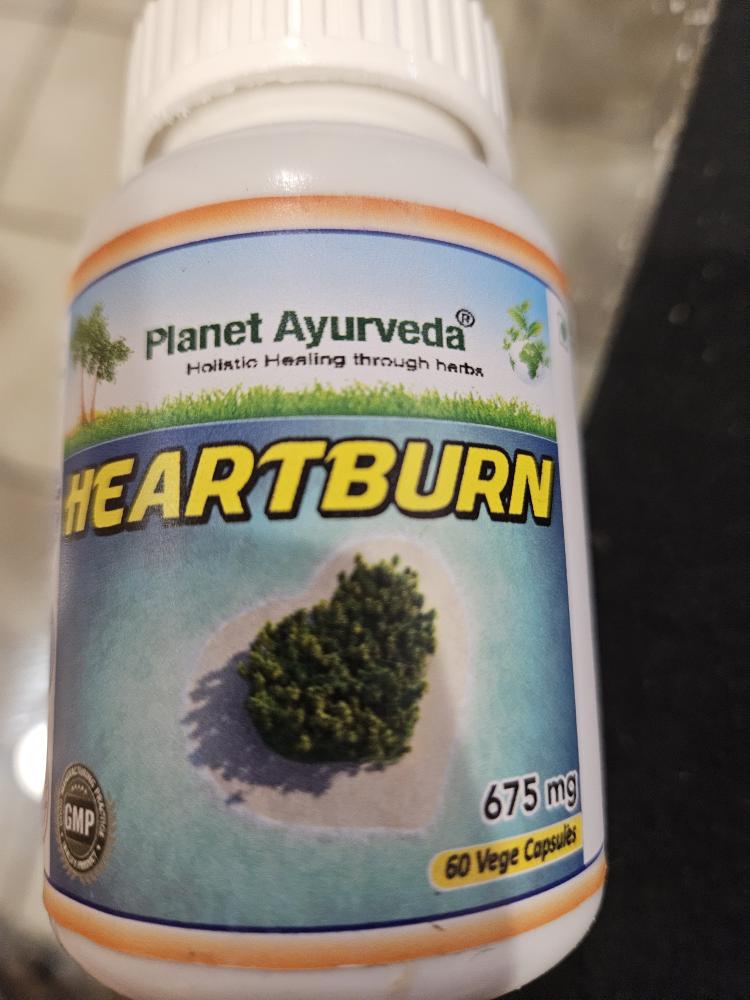 Planet Ayurveda®
Holistic Healing through herbs
HEARTBURN
GMP
675 mg
60 Vege Capsules